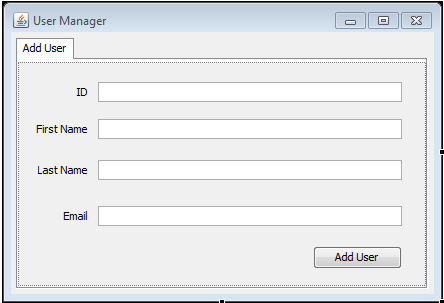 User Manager
Add User
ID
First Name
Last Name
Email
Add User